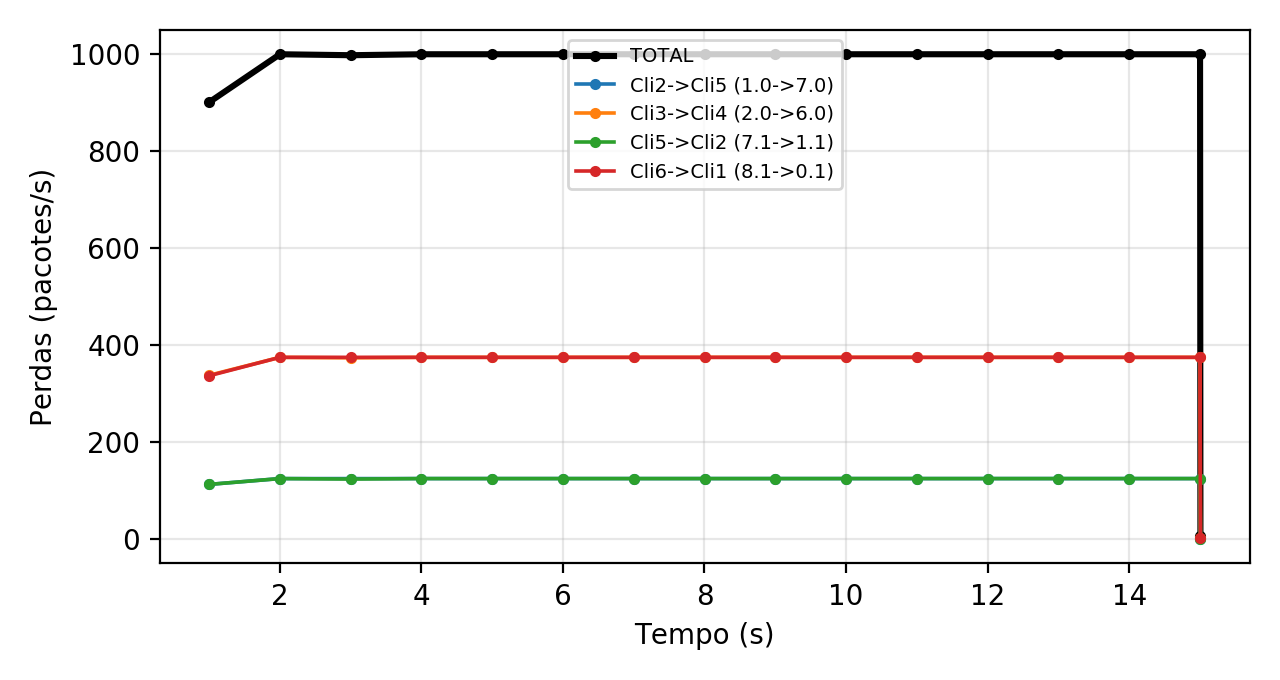 1000
800
600
400
200
0
Perdas (pacotes/s)
TOTAL
Cli2->Cli5 (1.0->7.0)
Cli3->Cli4 (2.0->6.0)
Cli5->Cli2 (7.1->1.1)
Cli6->Cli1 (8.1->0.1)
2 4 6 8 10 12 14
Tempo (s)